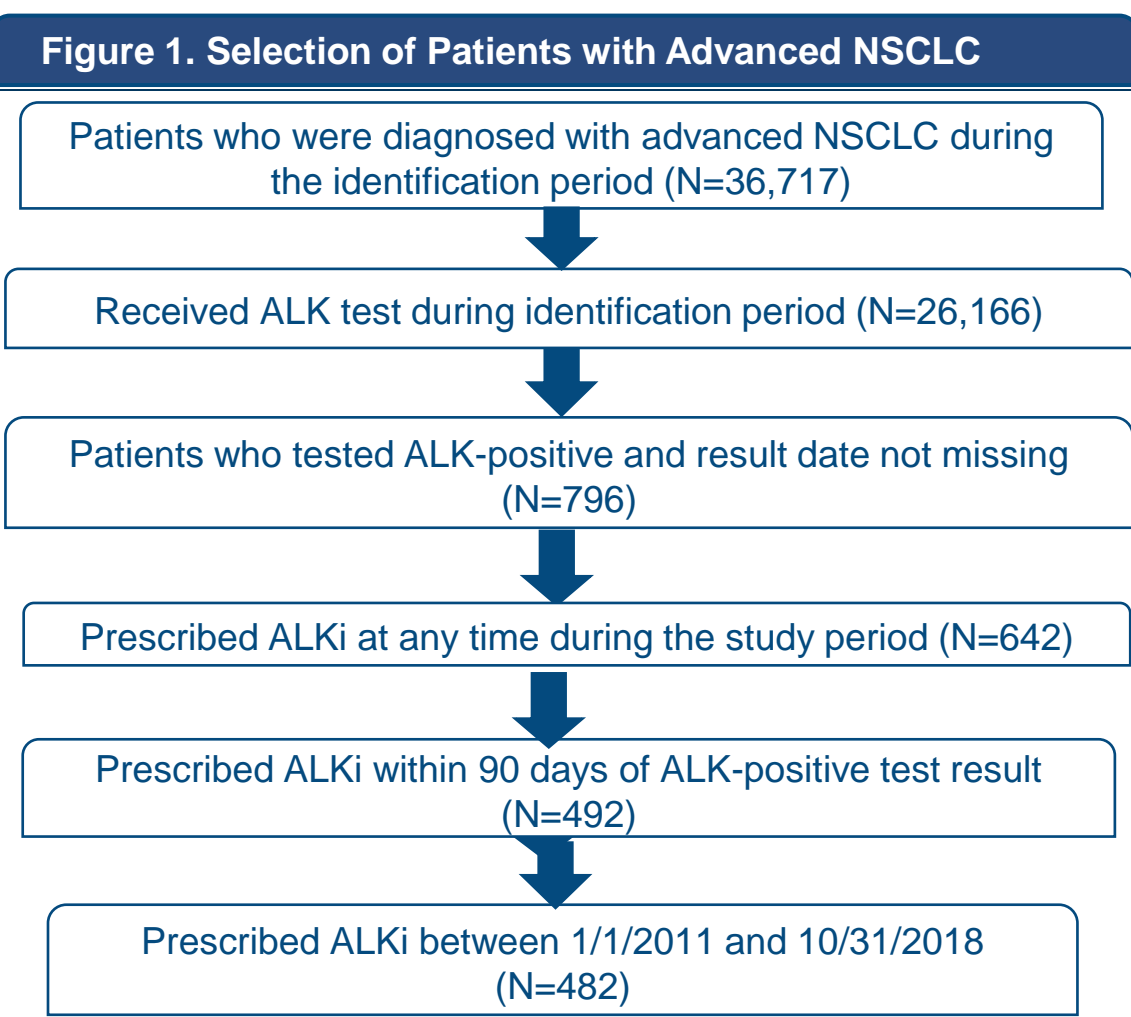 Figure 1. Selection of Patients with Advanced NSCLC
Patients who were diagnosed with advanced NSCLC during
the identification period (N=36,717)
Received ALK test during identification period (N=26,166)
Patients who tested ALK-positive and result date not missing
(N=796)
Prescribed ALKi at any time during the study period (N=642)
Prescribed ALKi within 90 days of ALK-positive test result
(N=492)
Prescribed ALKi between 1/1/2011 and 10/31/2018
(N=482)